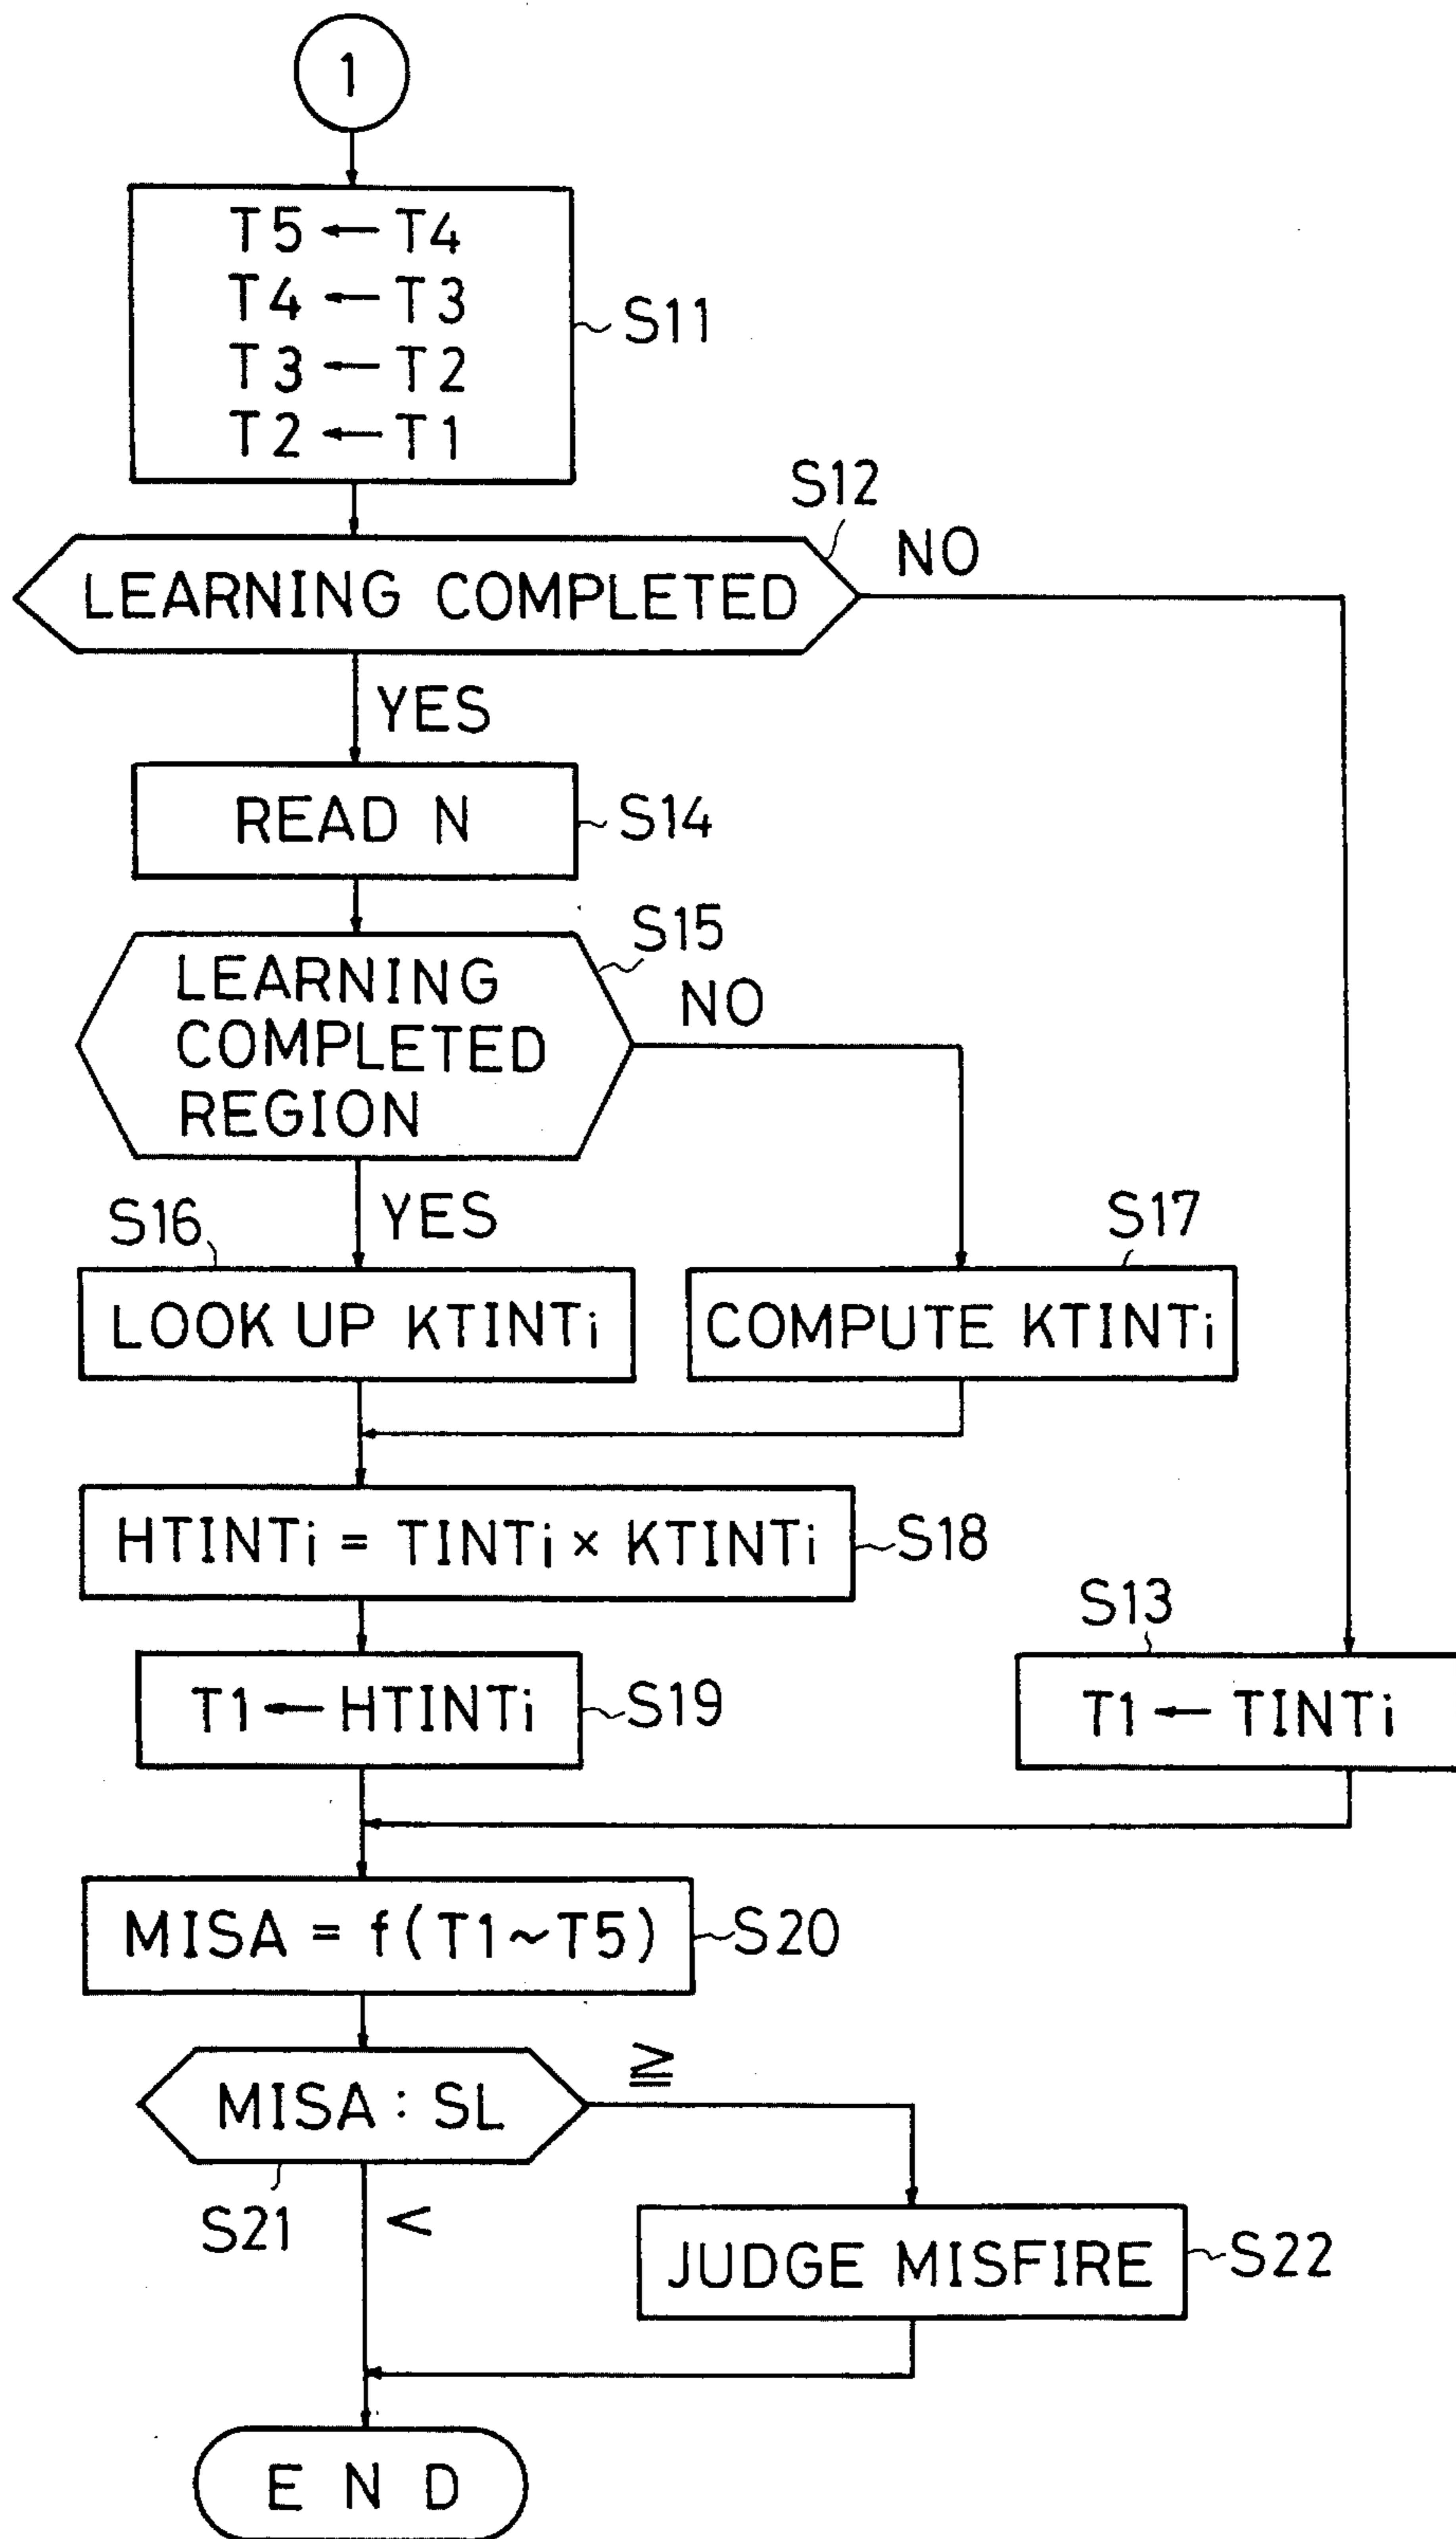 1
T5 ← T4
T4 ← T3
T3 ← T2
T2 ← T1
S11
S12
LEARNING COMPLETED
NO
YES
READ N
S14
S15
LEARNING
COMPLETED
REGION
NO
YES
S16
LOOK UP KTINTi
S17
COMPUTE KTINTi
HTINTi = TINTi × KTINTi
S18
T1 ← HTINTi
S19
S13
T1 ← TINTi
MISA = f(T1~T5)
S20
MISA : SL
≧
S21
<
JUDGE MISFIRE
S22
END